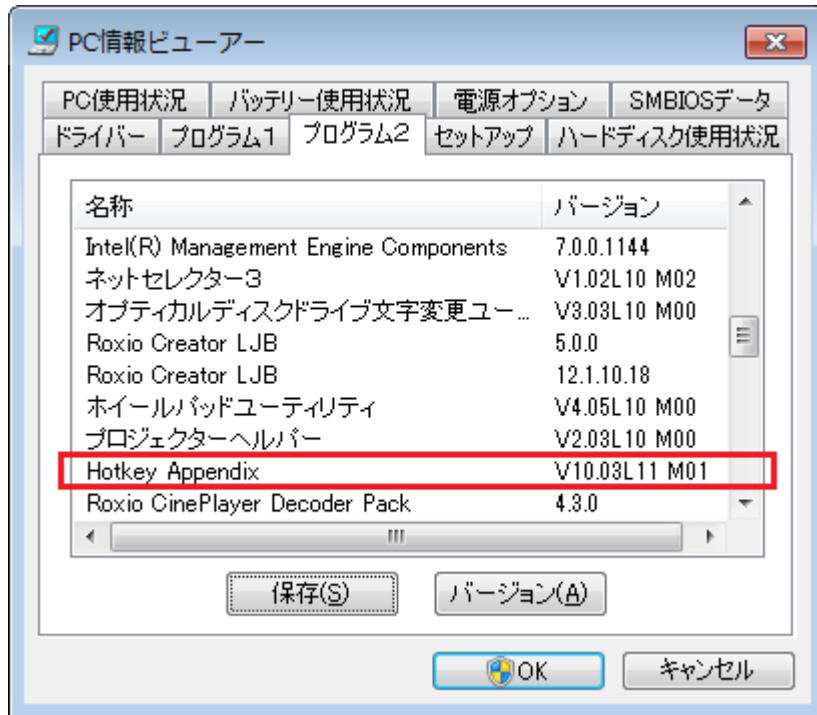 PC情報ビューアー
PC使用状況 バッテリー使用状況 電源オプション SMBIOSデータ
ドライバー プログラム1 プログラム2 セットアップ ハードディスク使用状況
名称 バージョン
Intel(R) Management Engine Components 7.0.0.1144
ネットセレクター3 V1.02L10 M02
オプティカルディスクドライブ文字変更ユー... V3.03L10 M00
Roxio Creator LJB 5.0.0
Roxio Creator LJB 12.1.10.18
ホイールパッドユーティリティ V4.05L10 M00
プロジェクターヘルパー V2.03L10 M00
Hotkey Appendix V10.03L11 M01
Roxio CinePlayer Decoder Pack 4.3.0
保存(S) バージョン(A)
OK キャンセル